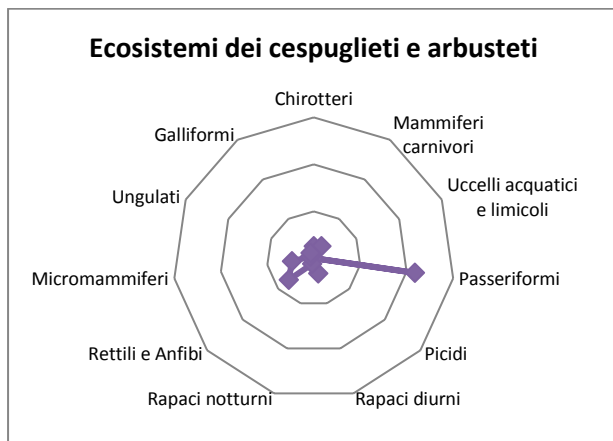 Ecosistemi dei cespuglieti e arbusteti
Chirotteri
Mammiferi
carnivori
Uccelli acquatici
e limicoli
Passeriformi
Picidi
Rapaci diurni
Rapaci notturni
Rettili e Anfibi
Micromammiferi
Ungulati
Galliformi